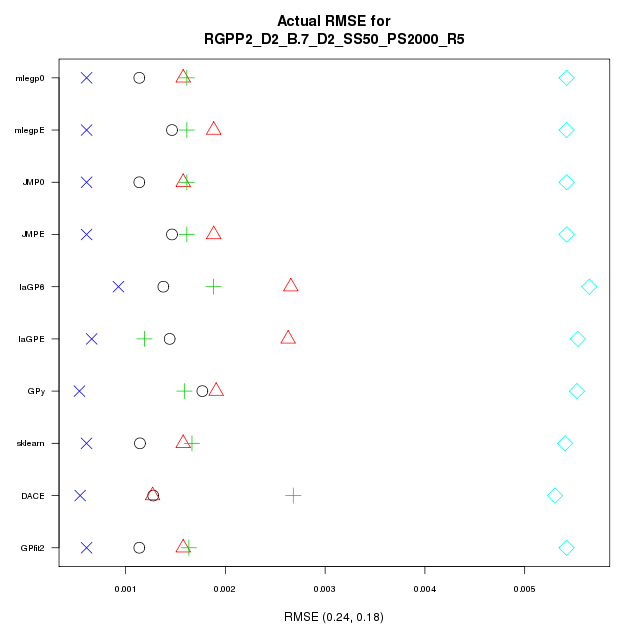 Actual RMSE for
RGPP2_D2_B.7_D2_SS50_PS2000_R5
mlegp0
mlegpE
JMP0
JMPE
laGP6
laGPE
GPy
sklearn
DACE
GPfit2
0.001 0.002 0.003 0.004 0.005
RMSE (0.24, 0.18)